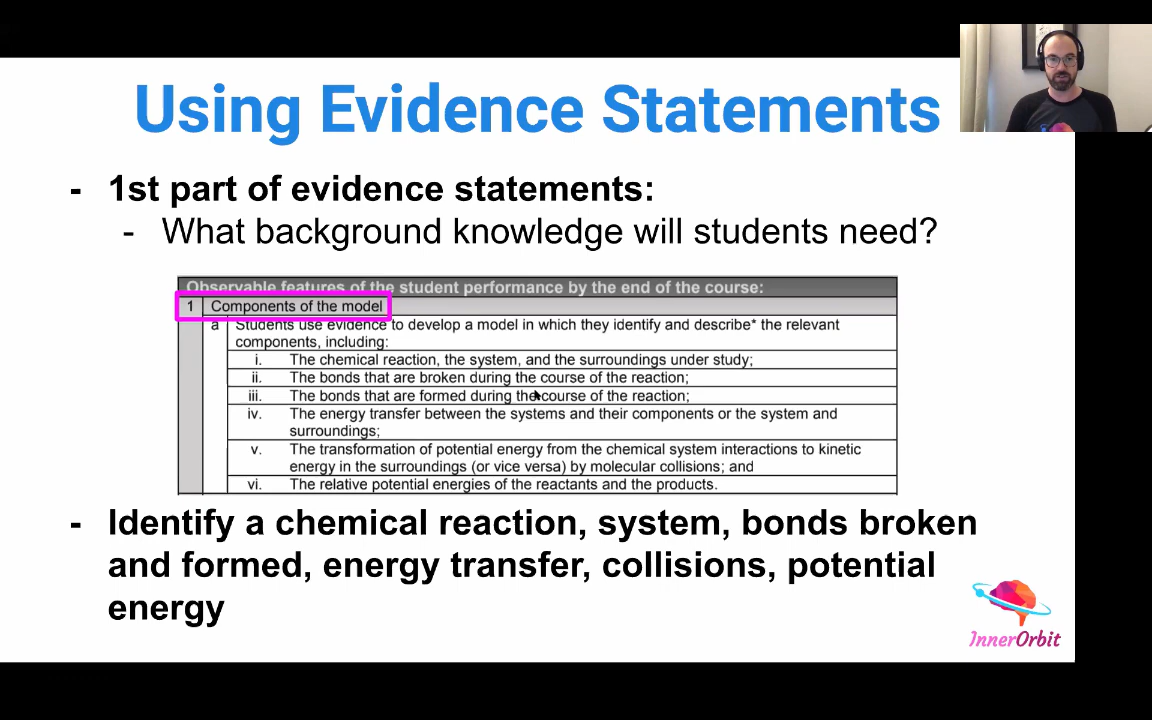 Using Evidence Statements
- 1st part of evidence statements:
- What background knowledge will students need?
Observable features of the student performance by the end of the course:
1 Components of the model
a Students use evidence to develop a model in which they identify and describe* the relevant
components, including:
i. The chemical reaction, the system, and the surroundings under study;
ii. The bonds that are broken during the course of the reaction;
iii. The bonds that are formed during the course of the reaction;
iv. The energy transfer between the systems and their components or the system and
surroundings;
v. The transformation of potential energy from the chemical system interactions to kinetic
energy in the surroundings (or vice versa) by molecular collisions; and
vi. The relative potential energies of the reactants and the products.
- Identify a chemical reaction, system, bonds broken
and formed, energy transfer, collisions, potential
energy
InnerOrbit